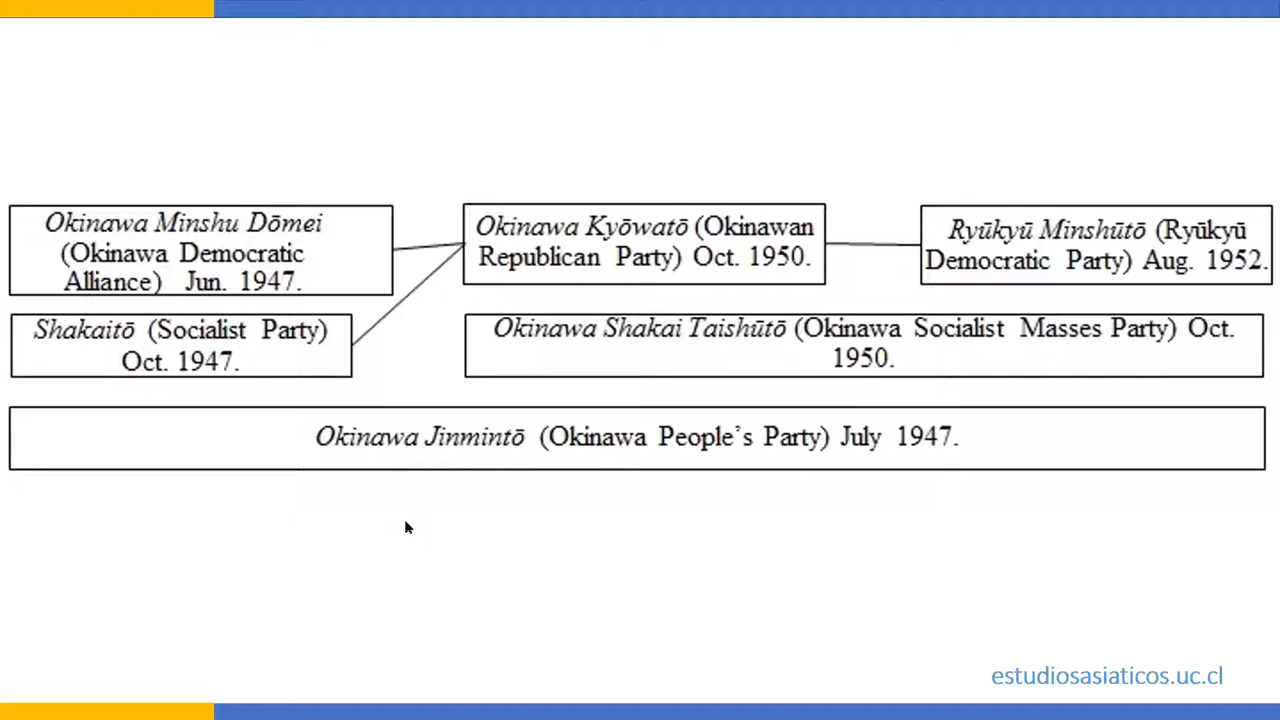 Okinawa Minshu Dōmei
(Okinawa Democratic
Alliance) Jun. 1947.
Okinawa Kyōwatō (Okinawan
Republican Party) Oct. 1950.
Ryūkyū Minshūtō (Ryūkyū
Democratic Party) Aug. 1952.
Shakaitō (Socialist Party)
Oct. 1947.
Okinawa Shakai Taishūtō (Okinawa Socialist Masses Party) Oct.
1950.
Okinawa Jinmintō (Okinawa People's Party) July 1947.
estudiosasiaticos.uc.cl